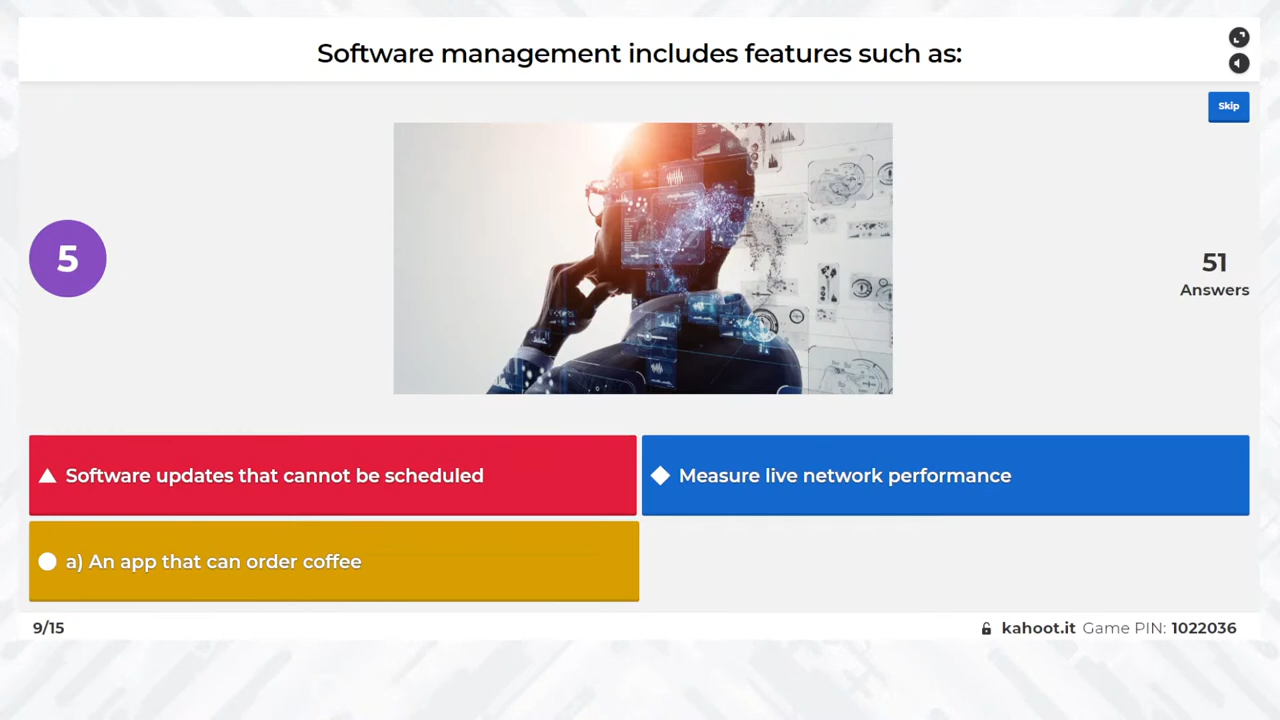 Software management includes features such as:
Skip
5
51
Answers
Software updates that cannot be scheduled
Measure live network performance
a) An app that can order coffee
9/15
kahoot.it Game PIN: 1022036